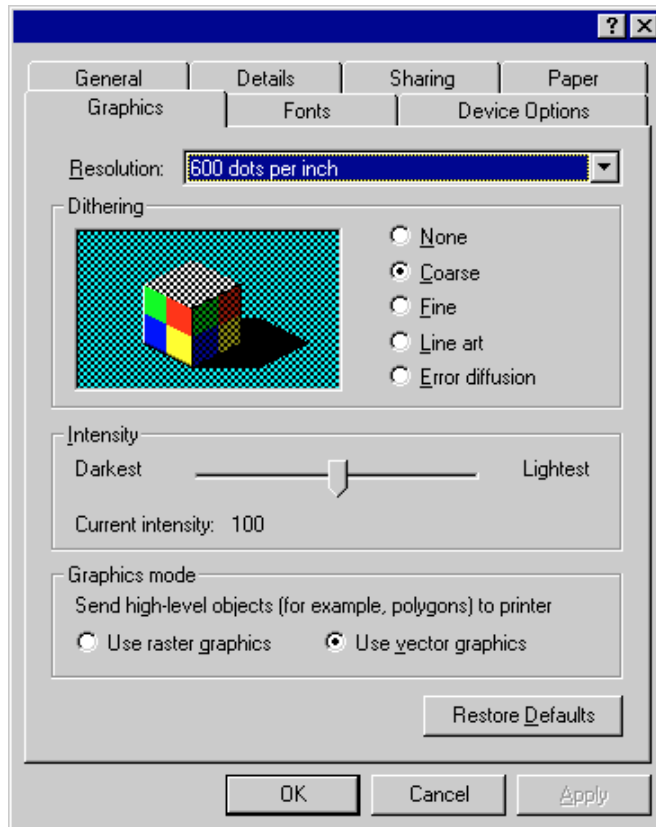 ?
General Details Sharing Paper
Graphics Fonts Device Options
Resolution: 600 dots per inch
Dithering
None
Coarse
Fine
Line art
Error diffusion
Intensity
Darkest Lightest
Current intensity: 100
Graphics mode
Send high-level objects (for example, polygons) to printer
Use raster graphics Use vector graphics
Restore Defaults
OK Cancel Apply